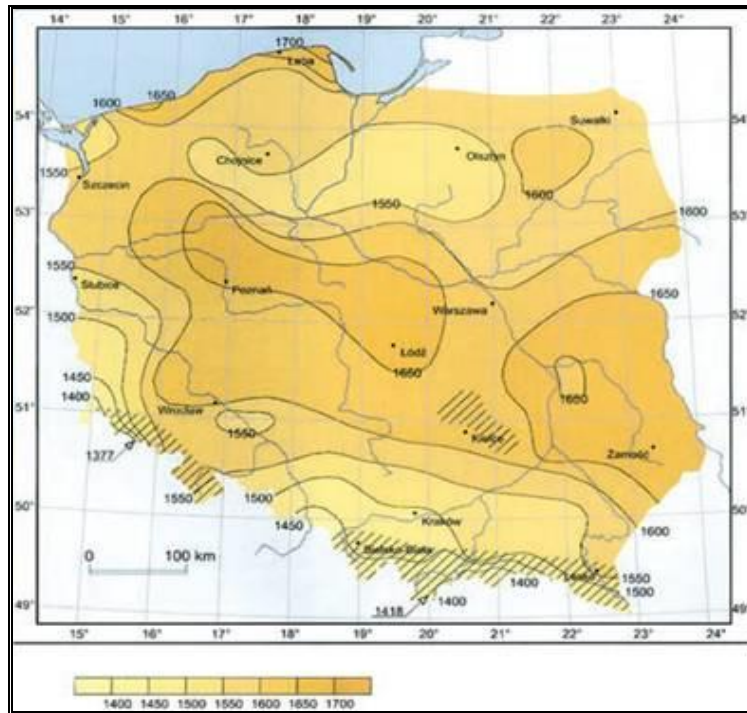 14° 15° 16° 17° 18° 19° 20° 21° 22° 23° 24°
1700
Łeba
1650
1600
54°
54°
Suwałki
Chojnice
Olsztyn
1550
Szczecin
1600
1550
53°
1600
53°
1550
Słubice
1650
Poznań
Warszawa
52°
52°
1500
Łódź
1650
1450
1650
1400
51°
Wrocław
51°
1550
Kielce
Zamość
1377
1550
1500
50°
50°
1450
Kraków
1600
0 100 km
Bielsko-Biała
1400
1550
1400
1500
49°
1418
49°
15° 16° 17° 18° 19° 20° 21° 22° 23° 24°
1400 1450 1500 1550 1600 1650 1700